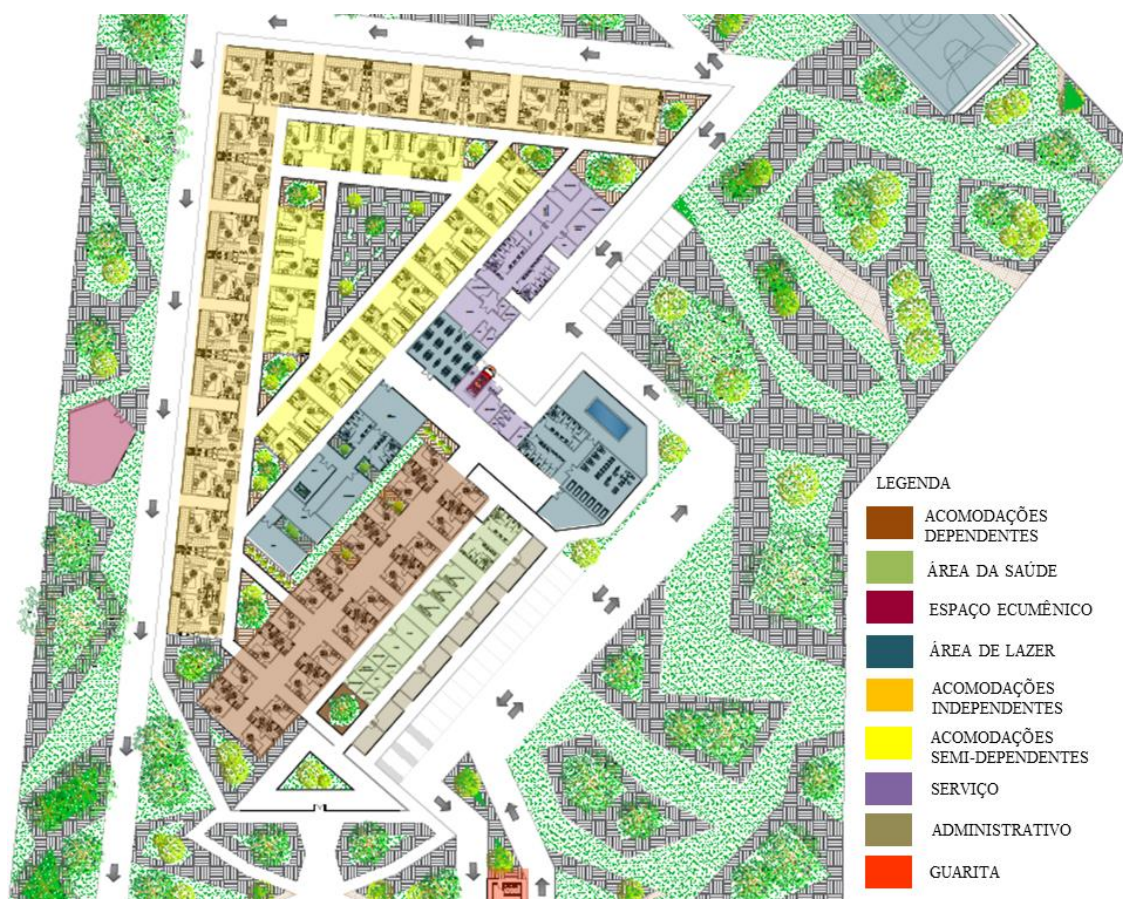 LEGENDA
ACOMODAÇÕES
DEPENDENTES
ÁREA DA SAÚDE
ESPAÇO ECUMÊNICO
ÁREA DE LAZER
ACOMODAÇÕES
INDEPENDENTES
ACOMODAÇÕES
SEMI-DEPENDENTES
SERVIÇO
ADMINISTRATIVO
GUARITA